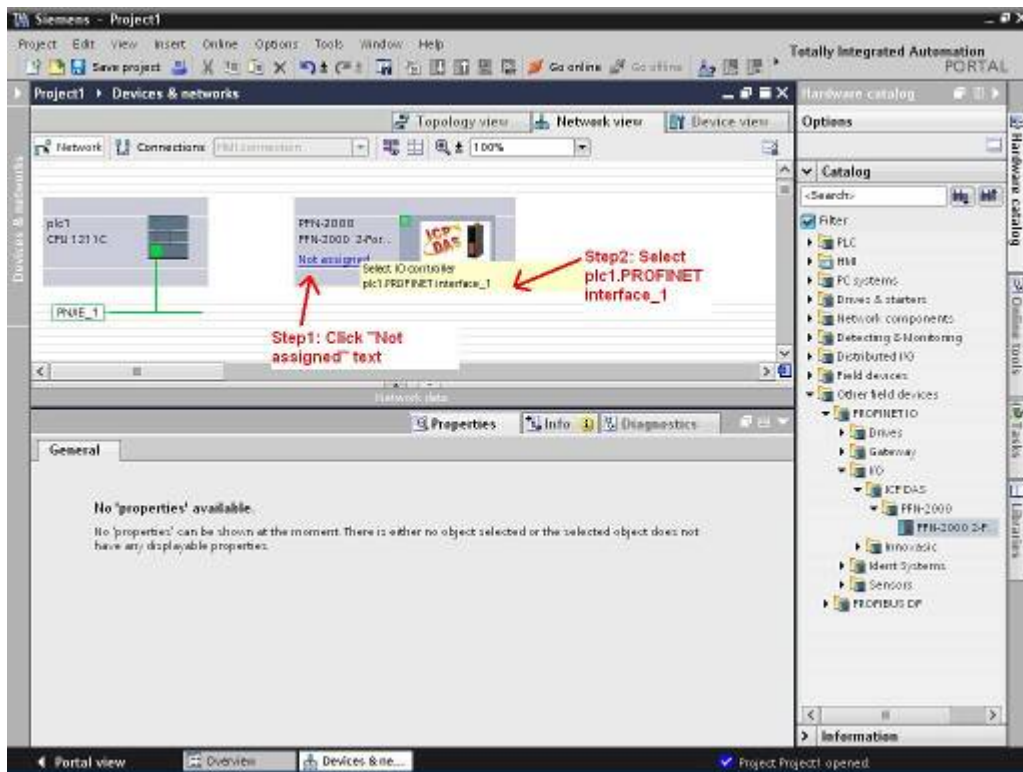 Siemens - Project1
Project Edit View Insert Online Options Tools Window Help
Totally Integrated Automation
PORTAL
Save project
Go online
Go offline
Project1 Devices & networks
Hardware catalog
Topology view
Network view
Device view
Options
Network
Connections
HMI connection
100%
Catalog
<Search>
Filter
PLC
HMI
PC systems
Drives & starters
Network components
Detecting & Monitoring
Distributed I/O
Field devices
Other field devices
PROFINET IO
Drives
Gateway
I/O
ICP DAS
PFN-2000
PFN-2000 2-P...
Innovasic
Ident Systems
Sensors
PROFIBUS DP
plc1
CPU 1211C
PFN-2000
PFN-2000 2-Por...
Not assigned
ICP
DAS
Select IO controller
plc1.PROFINET interface_1
Step2: Select
plc1.PROFINET
interface_1
PN/IE_1
Step1: Click "Not
assigned" text
Network data
Properties
Info
Diagnostics
General
No 'properties' available.
No 'properties' can be shown at the moment. There is either no object selected or the selected object does not
have any displayable properties.
Devices & networks
Hardware catalog
Online tools
Tasks
Libraries
Information
Portal view
Overview
Devices & ne...
Project Project1 opened.